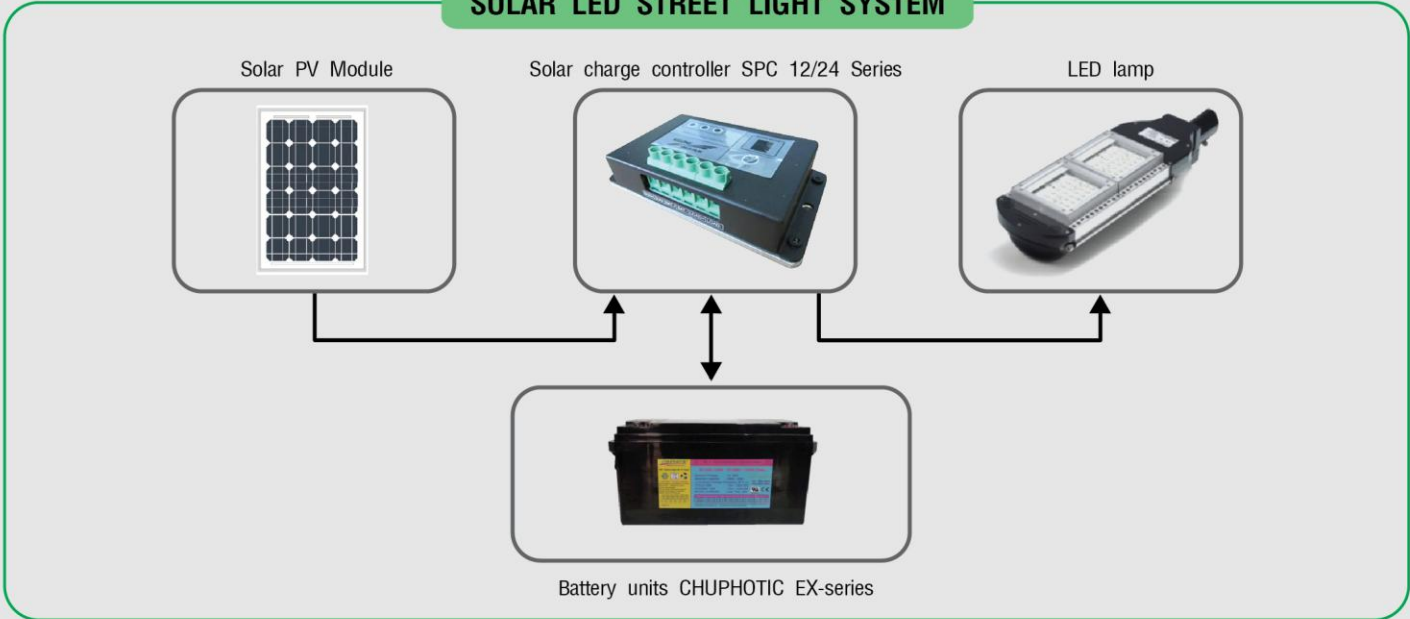 SOLAR LED STREET LIGHT SYSTEM
Solar PV Module
Solar charge controller SPC 12/24 Series
LED lamp
Battery units CHUPHOTIC EX-series